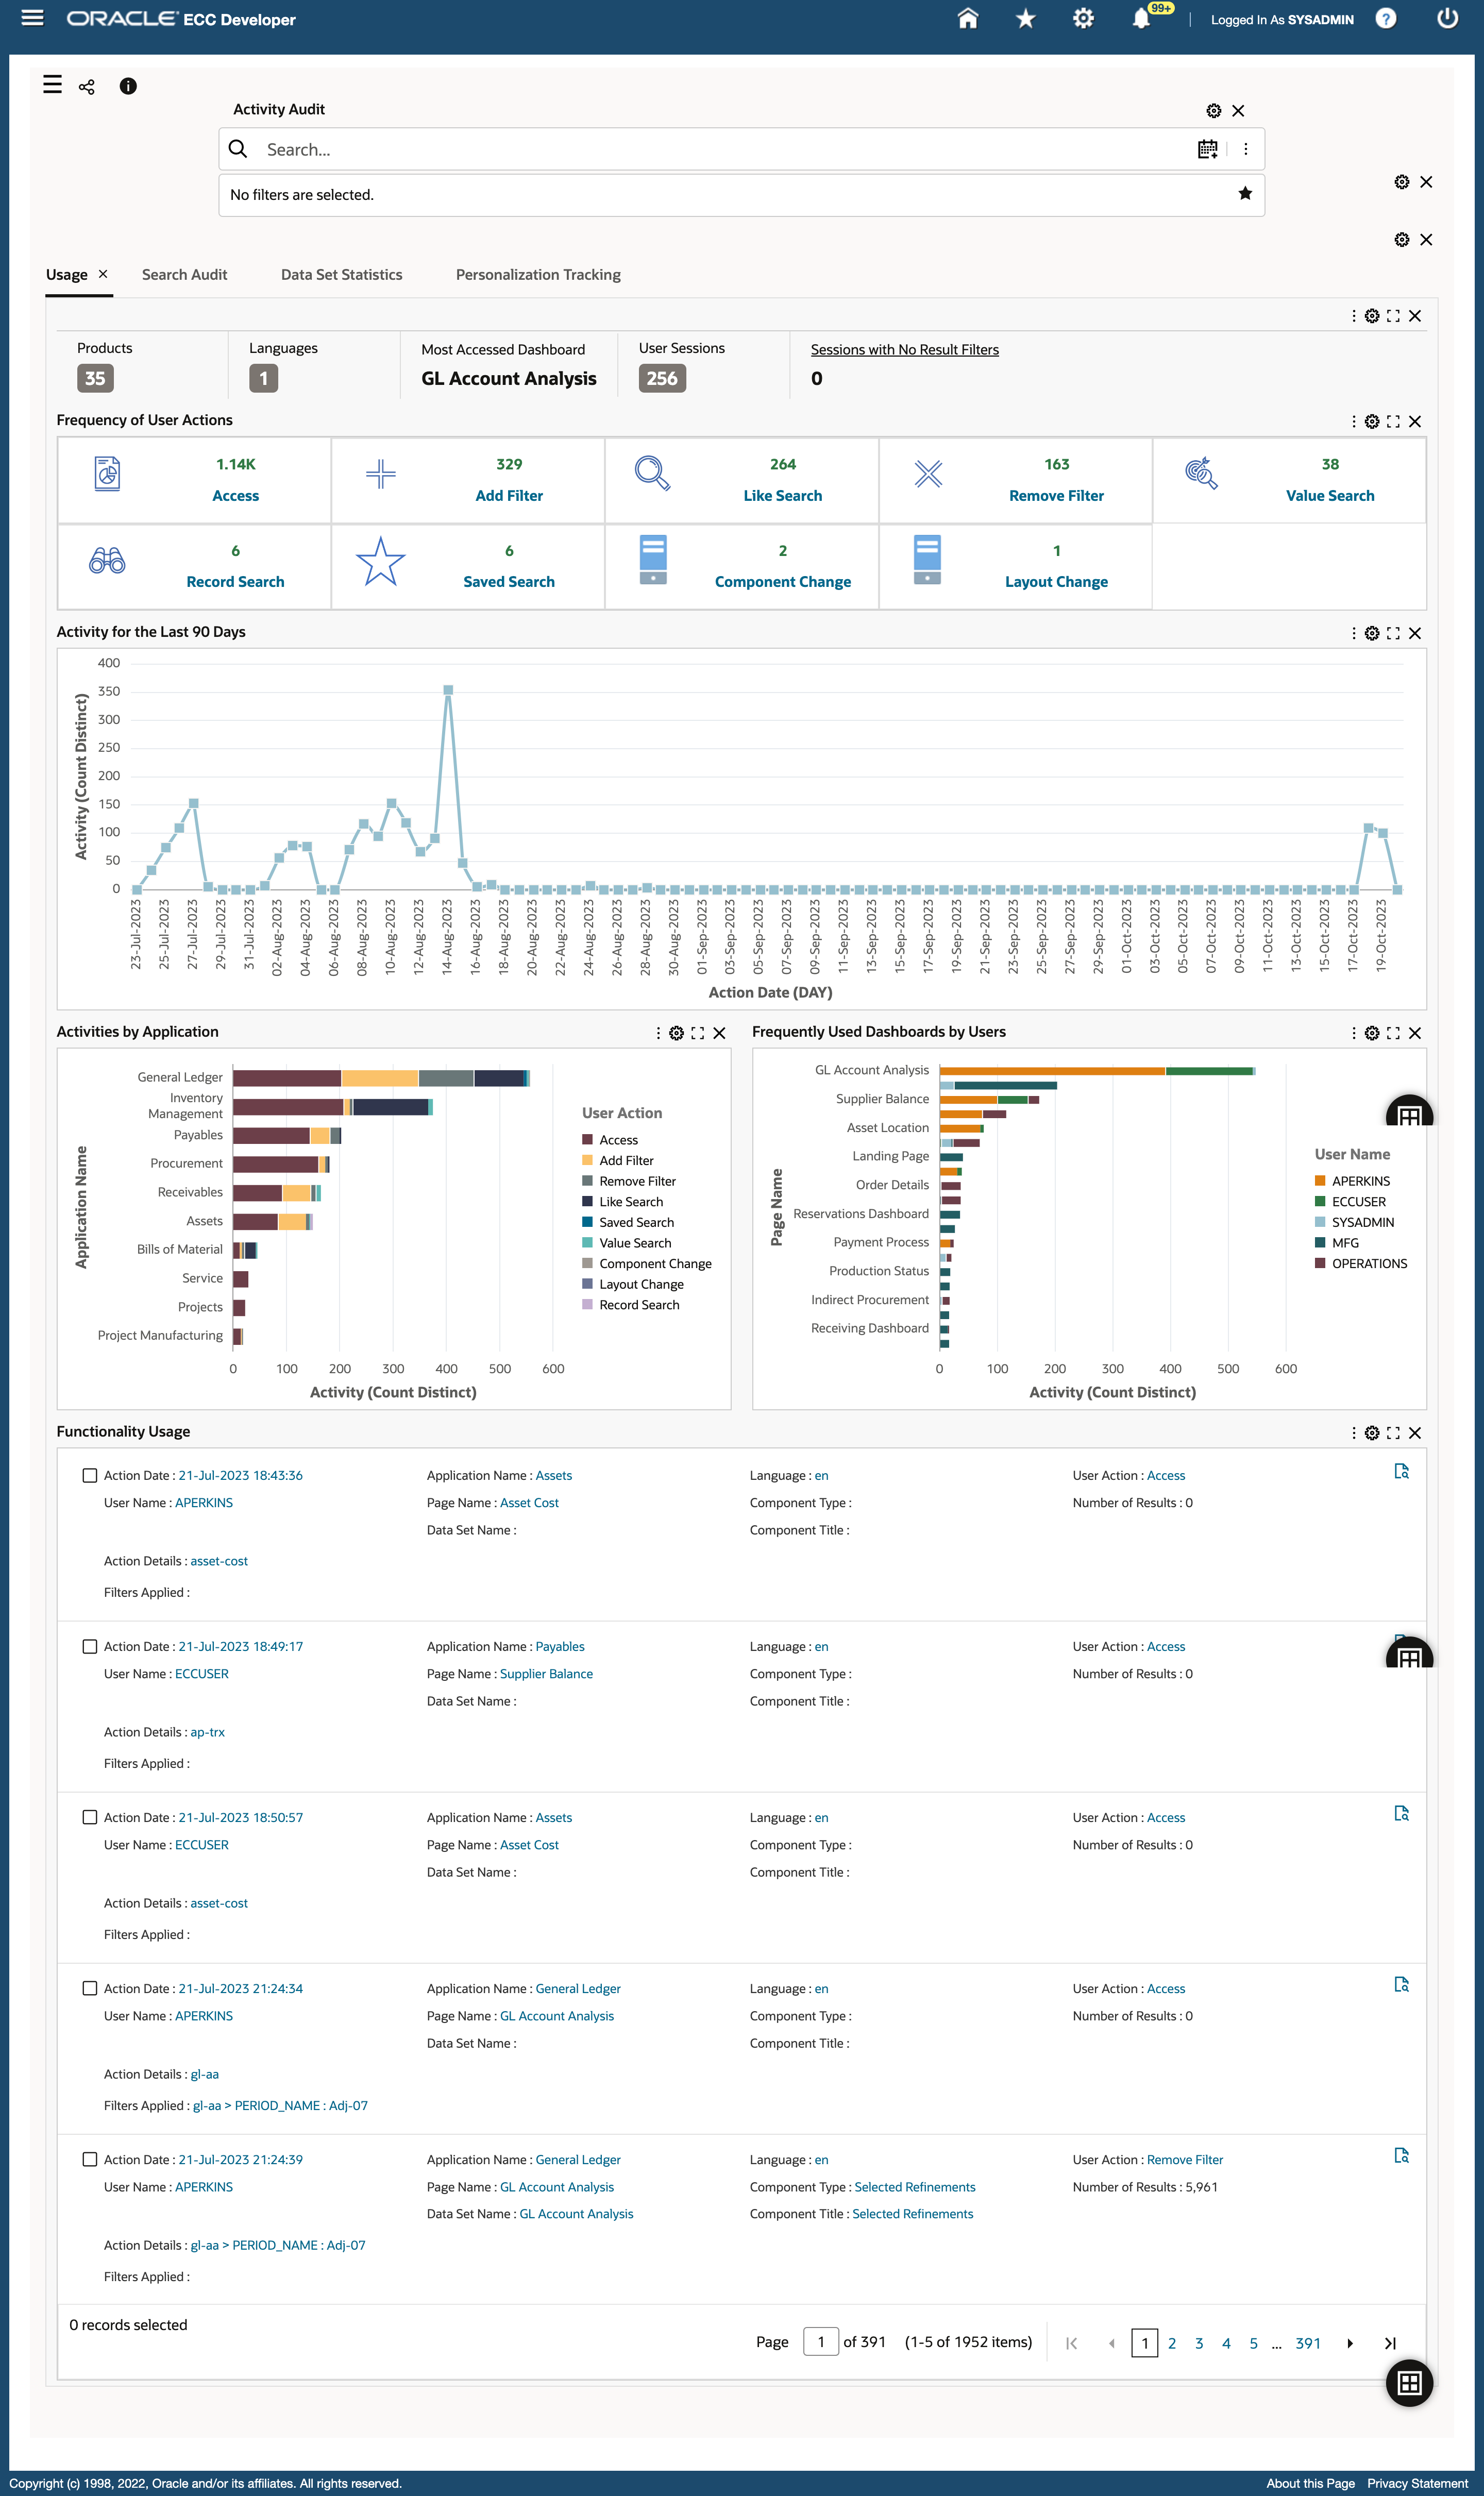 ORACLE ECC Developer
99+
Logged In As SYSADMIN
?
Activity Audit
Search...
No filters are selected.
Usage
Search Audit
Data Set Statistics
Personalization Tracking
Products
35
Languages
1
Most Accessed Dashboard
GL Account Analysis
User Sessions
256
Sessions with No Result Filters
0
Frequency of User Actions
1.14K
Access
329
Add Filter
264
Like Search
163
Remove Filter
38
Value Search
6
Record Search
6
Saved Search
2
Component Change
1
Layout Change
Activity for the Last 90 Days
Activity (Count Distinct)
400
350
300
250
200
150
100
50
0
23-Jul-2023
25-Jul-2023
27-Jul-2023
29-Jul-2023
31-Jul-2023
02-Aug-2023
04-Aug-2023
06-Aug-2023
08-Aug-2023
10-Aug-2023
12-Aug-2023
14-Aug-2023
16-Aug-2023
18-Aug-2023
20-Aug-2023
22-Aug-2023
24-Aug-2023
26-Aug-2023
28-Aug-2023
30-Aug-2023
01-Sep-2023
03-Sep-2023
05-Sep-2023
07-Sep-2023
09-Sep-2023
11-Sep-2023
13-Sep-2023
15-Sep-2023
17-Sep-2023
19-Sep-2023
21-Sep-2023
23-Sep-2023
25-Sep-2023
27-Sep-2023
29-Sep-2023
01-Oct-2023
03-Oct-2023
05-Oct-2023
07-Oct-2023
09-Oct-2023
11-Oct-2023
13-Oct-2023
15-Oct-2023
17-Oct-2023
19-Oct-2023
Action Date (DAY)
Activities by Application
Application Name
General Ledger
Inventory
Management
Payables
Procurement
Receivables
Assets
Bills of Material
Service
Projects
Project Manufacturing
0 100 200 300 400 500 600
Activity (Count Distinct)
User Action
Access
Add Filter
Remove Filter
Like Search
Saved Search
Value Search
Component Change
Layout Change
Record Search
Frequently Used Dashboards by Users
Page Name
GL Account Analysis
Supplier Balance
Asset Location
Landing Page
Order Details
Reservations Dashboard
Payment Process
Production Status
Indirect Procurement
Receiving Dashboard
0 100 200 300 400 500 600
Activity (Count Distinct)
User Name
APERKINS
ECCUSER
SYSADMIN
MFG
OPERATIONS
Functionality Usage
Action Date : 21-Jul-2023 18:43:36 Application Name : Assets Language : en User Action : Access
User Name : APERKINS Page Name : Asset Cost Component Type : Number of Results : 0
Data Set Name : Component Title :
Action Details : asset-cost
Filters Applied :
Action Date : 21-Jul-2023 18:49:17 Application Name : Payables Language : en User Action : Access
User Name : ECCUSER Page Name : Supplier Balance Component Type : Number of Results : 0
Data Set Name : Component Title :
Action Details : ap-trx
Filters Applied :
Action Date : 21-Jul-2023 18:50:57 Application Name : Assets Language : en User Action : Access
User Name : ECCUSER Page Name : Asset Cost Component Type : Number of Results : 0
Data Set Name : Component Title :
Action Details : asset-cost
Filters Applied :
Action Date : 21-Jul-2023 21:24:34 Application Name : General Ledger Language : en User Action : Access
User Name : APERKINS Page Name : GL Account Analysis Component Type : Number of Results : 0
Data Set Name : Component Title :
Action Details : gl-aa
Filters Applied : gl-aa > PERIOD_NAME : Adj-07
Action Date : 21-Jul-2023 21:24:39 Application Name : General Ledger Language : en User Action : Remove Filter
User Name : APERKINS Page Name : GL Account Analysis Component Type : Selected Refinements Number of Results : 5,961
Data Set Name : GL Account Analysis Component Title : Selected Refinements
Action Details : gl-aa > PERIOD_NAME : Adj-07
Filters Applied :
0 records selected
Page 1 of 391 (1-5 of 1952 items) 1 2 3 4 5 ... 391
Copyright (c) 1998, 2022, Oracle and/or its affiliates. All rights reserved.
About this Page Privacy Statement